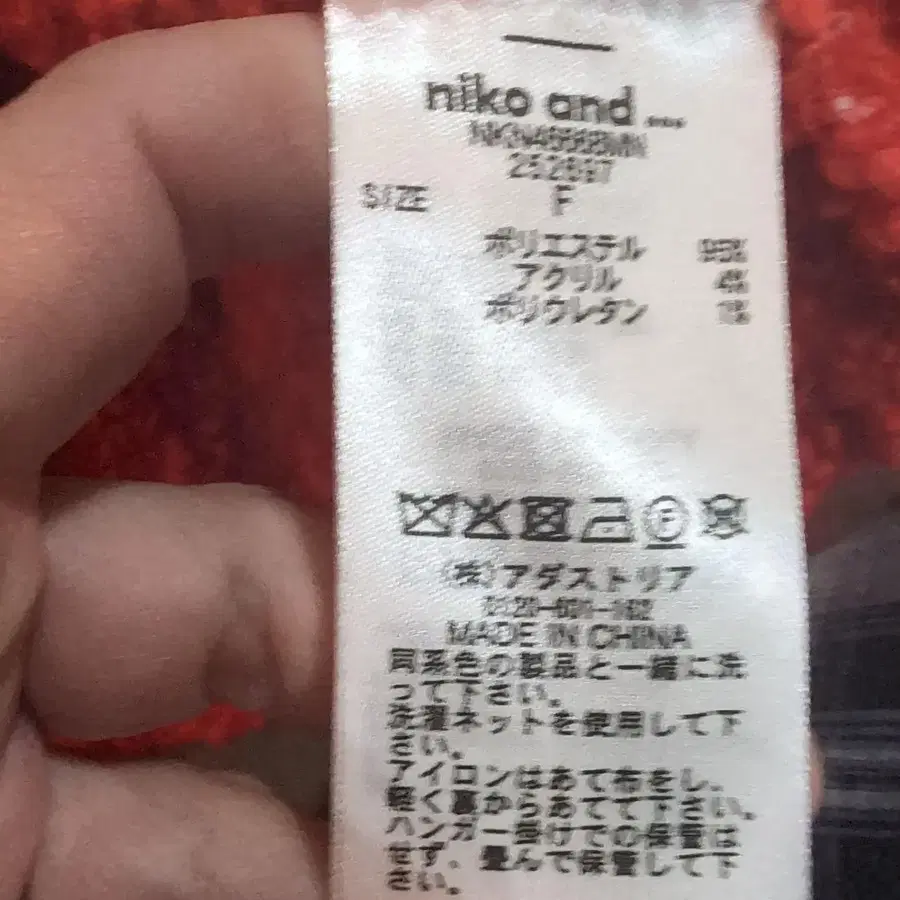 niko and ...
SIZE F
ポリエステル 95%
アクリル 4%
ポリウレタン 1%
(株)アダストリア
MADE IN CHINA
同系色の製品と一緒に洗
って下さい。
洗濯ネットを使用して下
さい。
アイロンはあて布をし、
軽く裏からあてて下さい。
ハンガー掛けでの保管は
せず、畳んで保管して下
さい。